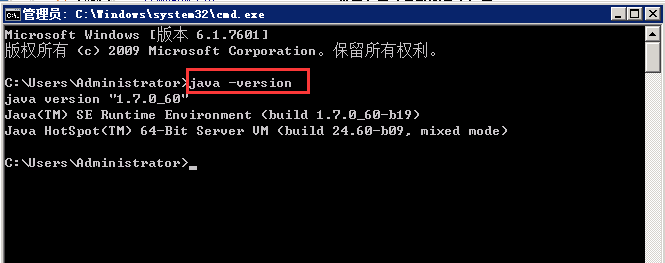 管理员: C:\Windows\system32\cmd.exe
Microsoft Windows [版本 6.1.7601]
版权所有 (c) 2009 Microsoft Corporation。保留所有权利。
C:\Users\Administrator>java -version
java version "1.7.0_60"
Java(TM) SE Runtime Environment (build 1.7.0_60-b19)
Java HotSpot(TM) 64-Bit Server VM (build 24.60-b09, mixed mode)
C:\Users\Administrator>